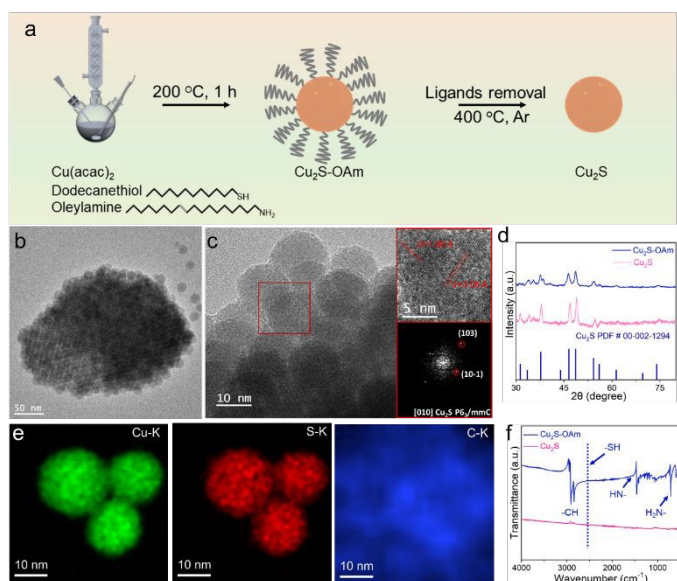 a
200 °C, 1 h
Ligands removal
400 °C, Ar
Cu(acac)₂
Dodecanethiol
SH
Oleylamine
NH₂
Cu₂S-OAm
Cu₂S
b
50 nm
c
10 nm
5 nm
(103)
(10-1)
[010] Cu₂S P6₃/mmC
d
Intensity (a.u.)
Cu₂S-OAm
Cu₂S
Cu₂S PDF # 00-002-1294
30 45 60 75
2θ (degree)
e
Cu-K
10 nm
S-K
10 nm
C-K
10 nm
f
Transmittance (a.u.)
Cu₂S-OAm
Cu₂S
-SH
HN-
-CH
H₂N-
4000 3000 2000 1000
Wavenumber (cm⁻¹)